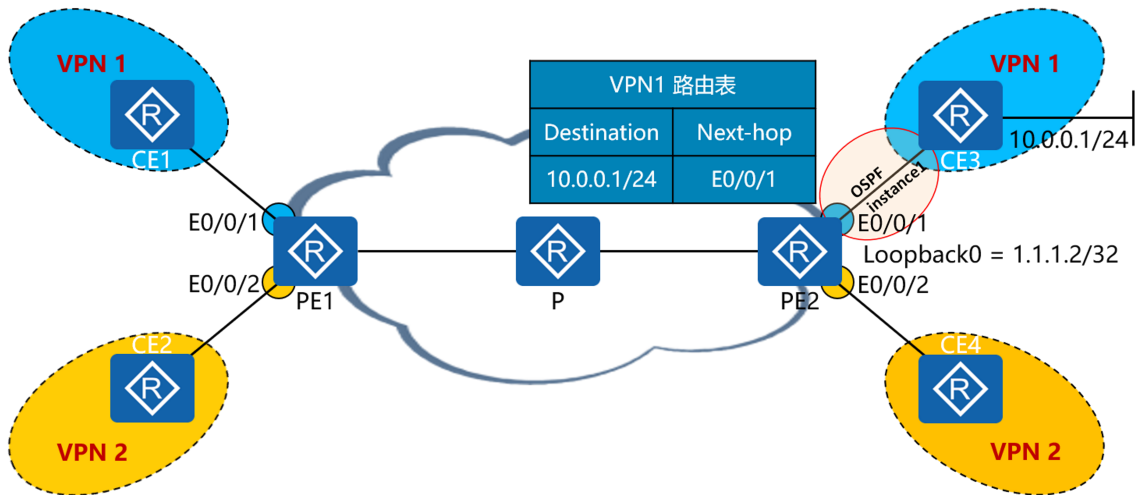 VPN 1
R
CE1
E0/0/1
E0/0/2
R
PE1
CE2
R
VPN 2
VPN1 路由表
Destination
Next-hop
10.0.0.1/24
E0/0/1
R
P
VPN 1
R
CE3
10.0.0.1/24
OSPF
instance1
E0/0/1
Loopback0 = 1.1.1.2/32
R
PE2
E0/0/2
CE4
R
VPN 2